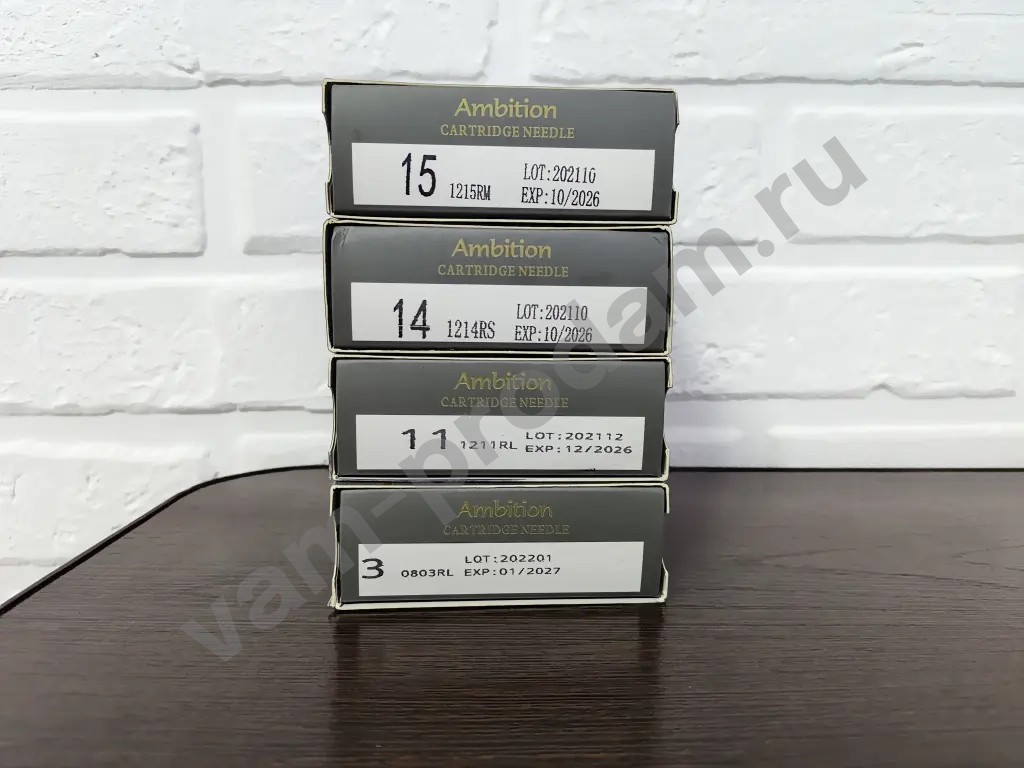 Ambition
CARTRIDGE NEEDLE
15 1215RM LOT:202110
EXP:10/2026
Ambition
CARTRIDGE NEEDLE
14 1214RS LOT:202110
EXP:10/2026
Ambition
CARTRIDGE NEEDLE
11 1211RL LOT:202112
EXP:12/2026
Ambition
CARTRIDGE NEEDLE
3 0803RL LOT:202201
EXP:01/2027
vam-prodam.ru